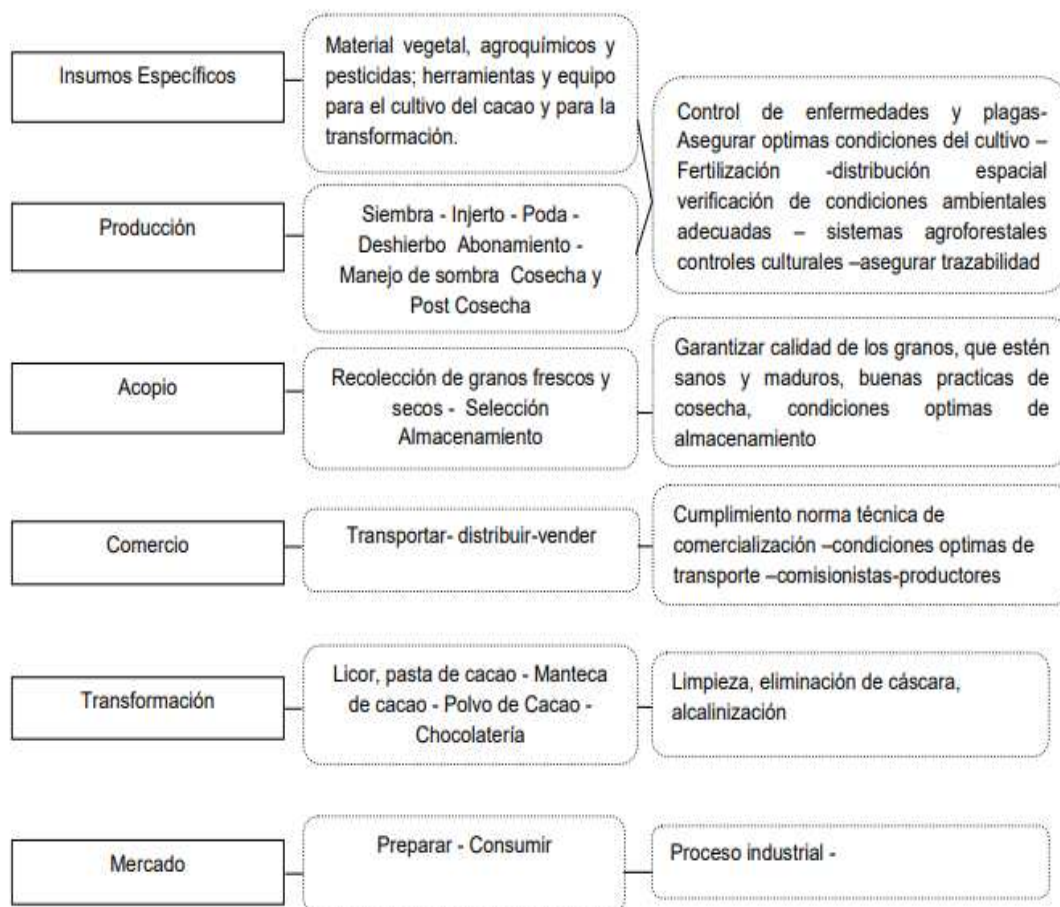 Insumos Específicos
Material vegetal, agroquímicos y
pesticidas; herramientas y equipo
para el cultivo del cacao y para la
transformación.
Control de enfermedades y plagas-
Asegurar optimas condiciones del cultivo –
Fertilización -distribución espacial
verificación de condiciones ambientales
adecuadas – sistemas agroforestales
controles culturales –asegurar trazabilidad
Producción
Siembra - Injerto - Poda -
Deshierbo Abonamiento -
Manejo de sombra Cosecha y
Post Cosecha
Acopio
Recolección de granos frescos y
secos - Selección
Almacenamiento
Garantizar calidad de los granos, que estén
sanos y maduros, buenas practicas de
cosecha, condiciones optimas de
almacenamiento
Comercio
Transportar- distribuir-vender
Cumplimiento norma técnica de
comercialización –condiciones optimas de
transporte –comisionistas-productores
Transformación
Licor, pasta de cacao - Manteca
de cacao - Polvo de Cacao -
Chocolatería
Limpieza, eliminación de cáscara,
alcalinización
Mercado
Preparar - Consumir
Proceso industrial -